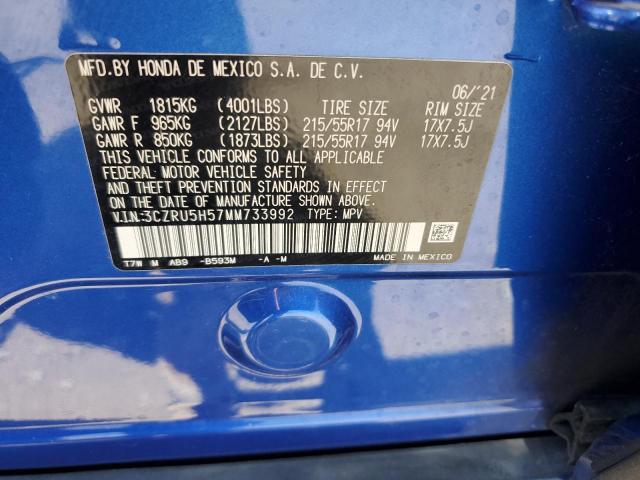 MFD.BY HONDA DE MEXICO S.A. DE C.V.
06/'21
GVWR 1815KG (4001LBS) TIRE SIZE RIM SIZE
GAWR F 965KG (2127LBS) 215/55R17 94V 17X7.5J
GAWR R 850KG (1873LBS) 215/55R17 94V 17X7.5J
THIS VEHICLE CONFORMS TO ALL APPLICABLE
FEDERAL MOTOR VEHICLE SAFETY
AND THEFT PREVENTION STANDARDS IN EFFECT
ON THE DATE OF MANUFACTURE SHOWN ABOVE.
V.I.N:3CZRU5H57MM733992 TYPE: MPV
T7W M AB9 -B593M -A -M MADE IN MEXICO